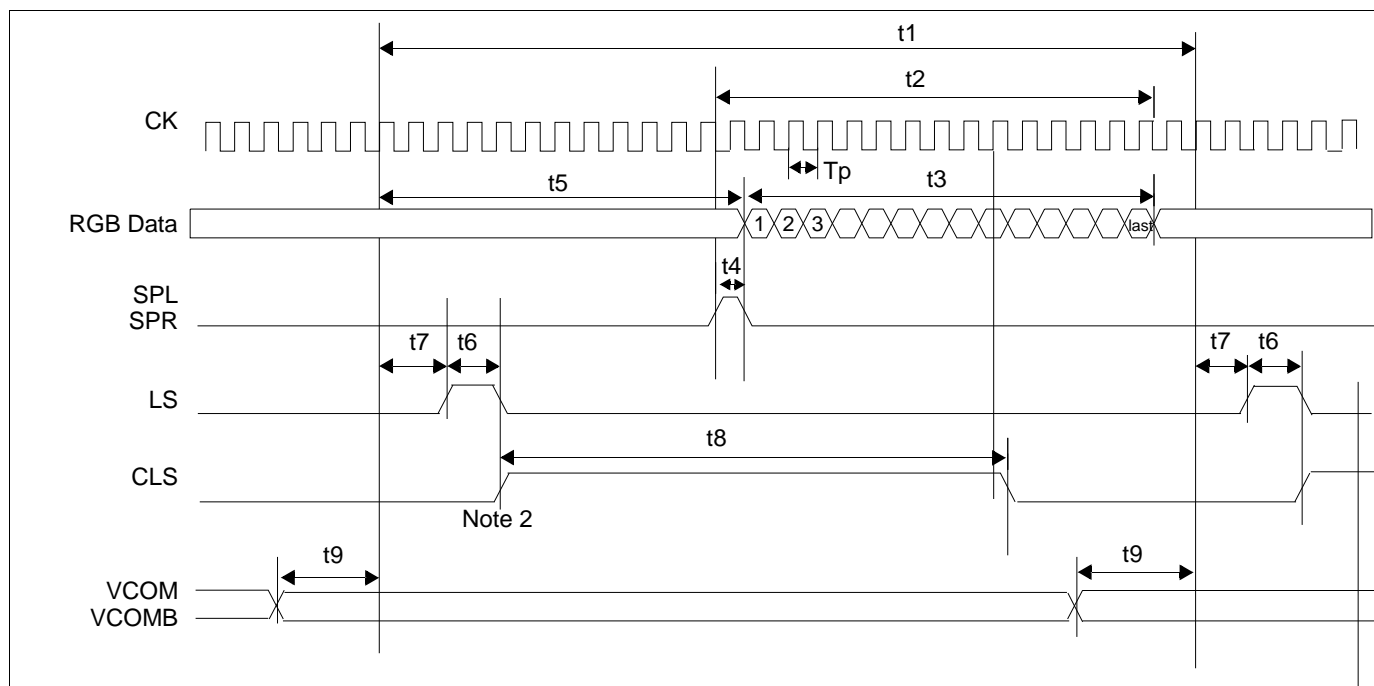 t1
t2
CK
Tp
t5
t3
RGB Data
1
2
3
last
t4
SPL
SPR
t7
t6
t7
t6
LS
t8
CLS
Note 2
t9
t9
VCOM
VCOMB